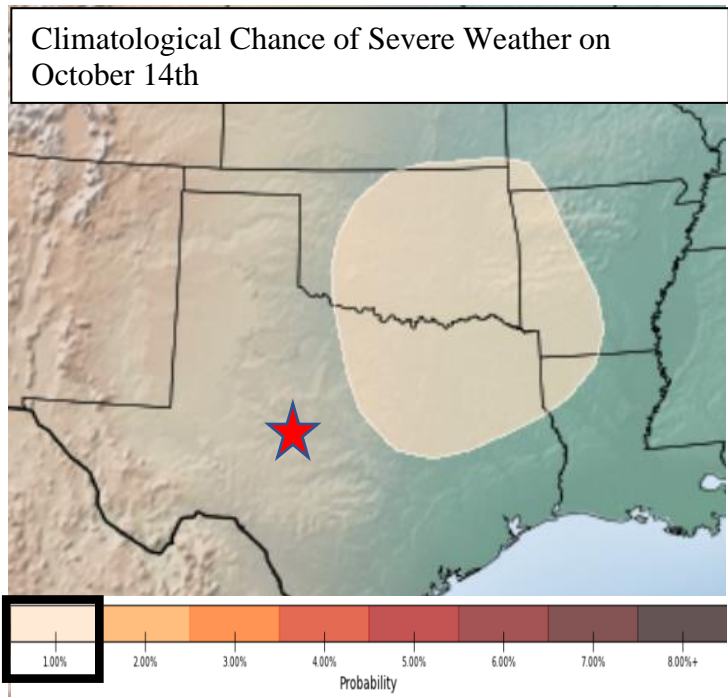 Climatological Chance of Severe Weather on
October 14th
1.00% 2.00% 3.00% 4.00% 5.00% 6.00% 7.00% 8.00%+
Probability